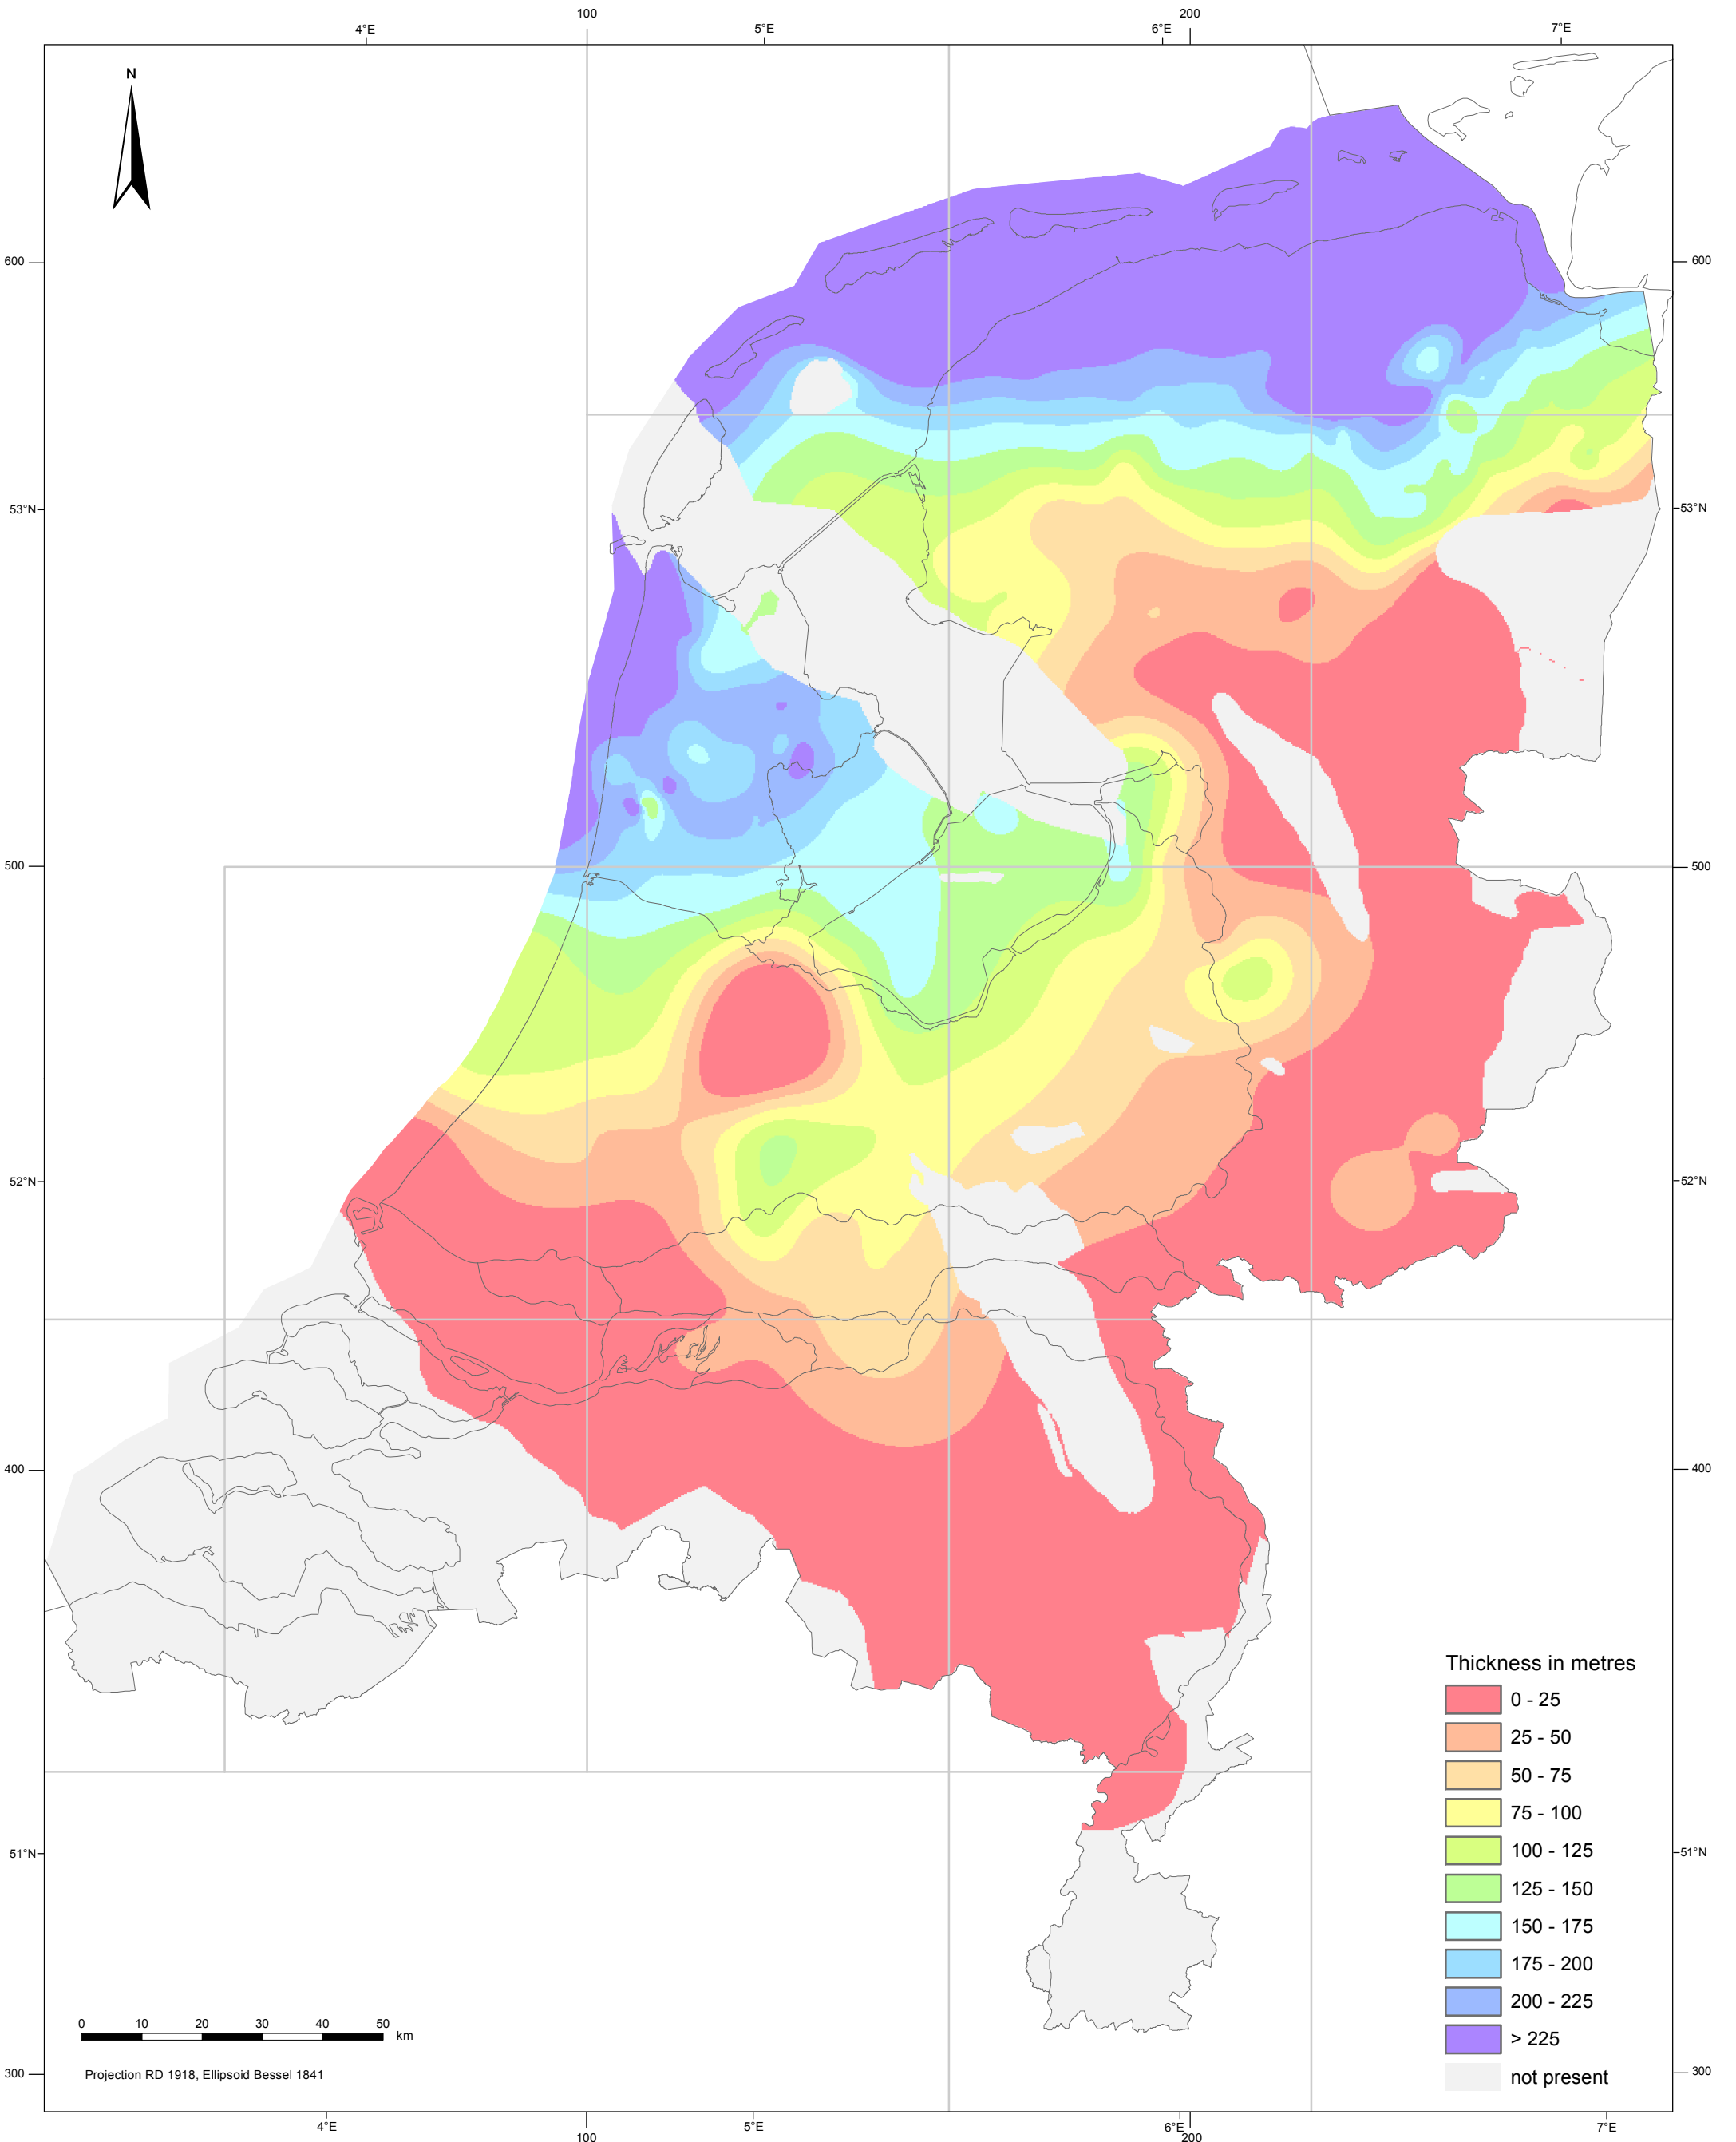 100 200
4°E 5°E 6°E 7°E
N
600 600
53°N 53°N
500 500
52°N 52°N
400 400
Thickness in metres
0 - 25
25 - 50
50 - 75
75 - 100
51°N 51°N
100 - 125
125 - 150
150 - 175
175 - 200
200 - 225
0 10 20 30 40 50 km
> 225
300 300
Projection RD 1918, Ellipsoid Bessel 1841
not present
4°E 5°E 6°E 7°E
100 200